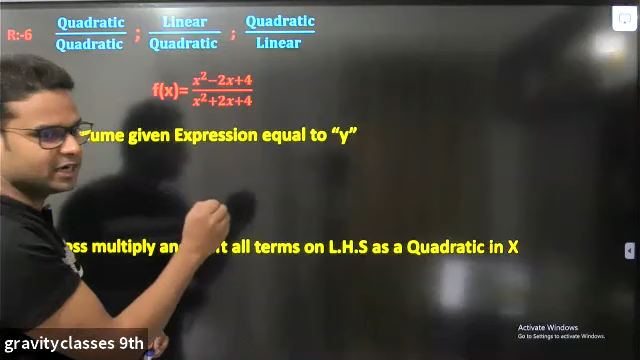 R:-6 Quadratic/Quadratic ; Linear/Quadratic ; Quadratic/Linear
f(x)= x²−2x+4 / x²+2x+4
given Expression equal to “y”
multiply all terms on L.H.S as a Quadratic in X
Activate Windows
Go to Settings to activate Windows.
gravityclasses 9th